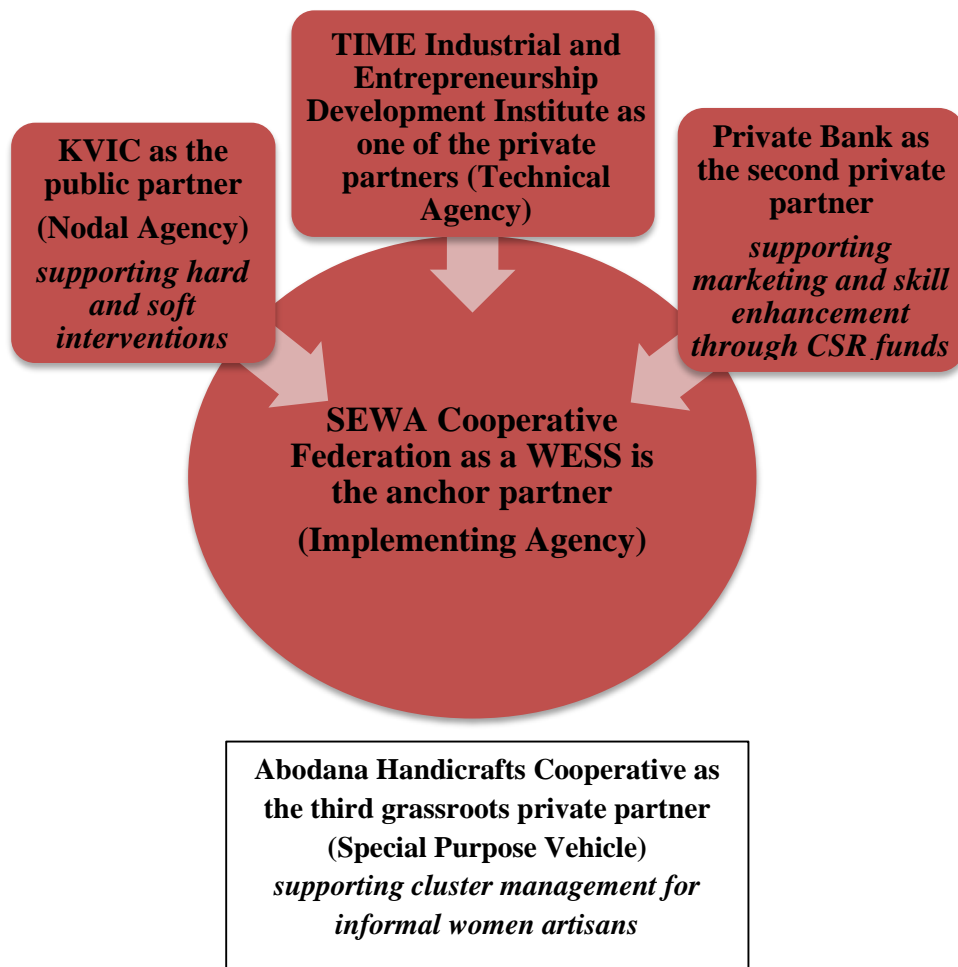 TIME Industrial and
Entrepreneurship
Development Institute as
one of the private
partners (Technical
Agency)
KVIC as the
public partner
(Nodal Agency)
supporting hard
and soft
interventions
Private Bank as
the second private
partner
supporting
marketing and skill
enhancement
through CSR funds
SEWA Cooperative
Federation as a WESS is
the anchor partner
(Implementing Agency)
Abodana Handicrafts Cooperative as
the third grassroots private partner
(Special Purpose Vehicle)
supporting cluster management for
informal women artisans